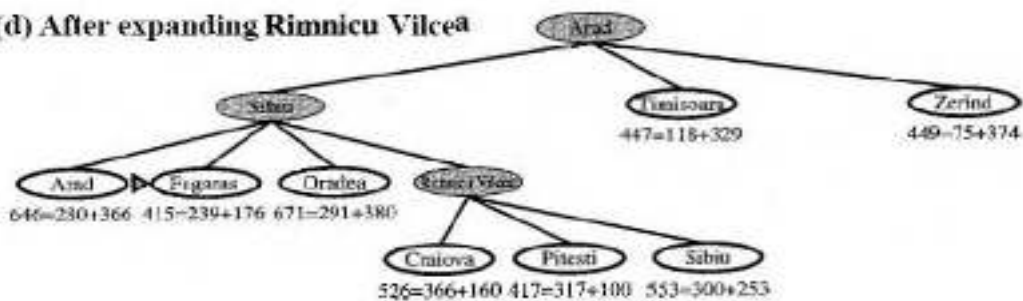 (d) After expanding Rimnicu Vilcea
Arad
Sibiu Timisoara Zerind
447=118+329 449=75+374
Arad Fagaras Oradea Rimnicu Vilcea
646=280+366 415=239+176 671=291+380
Craiova Pitesti Sibiu
526=366+160 417=317+100 553=300+253